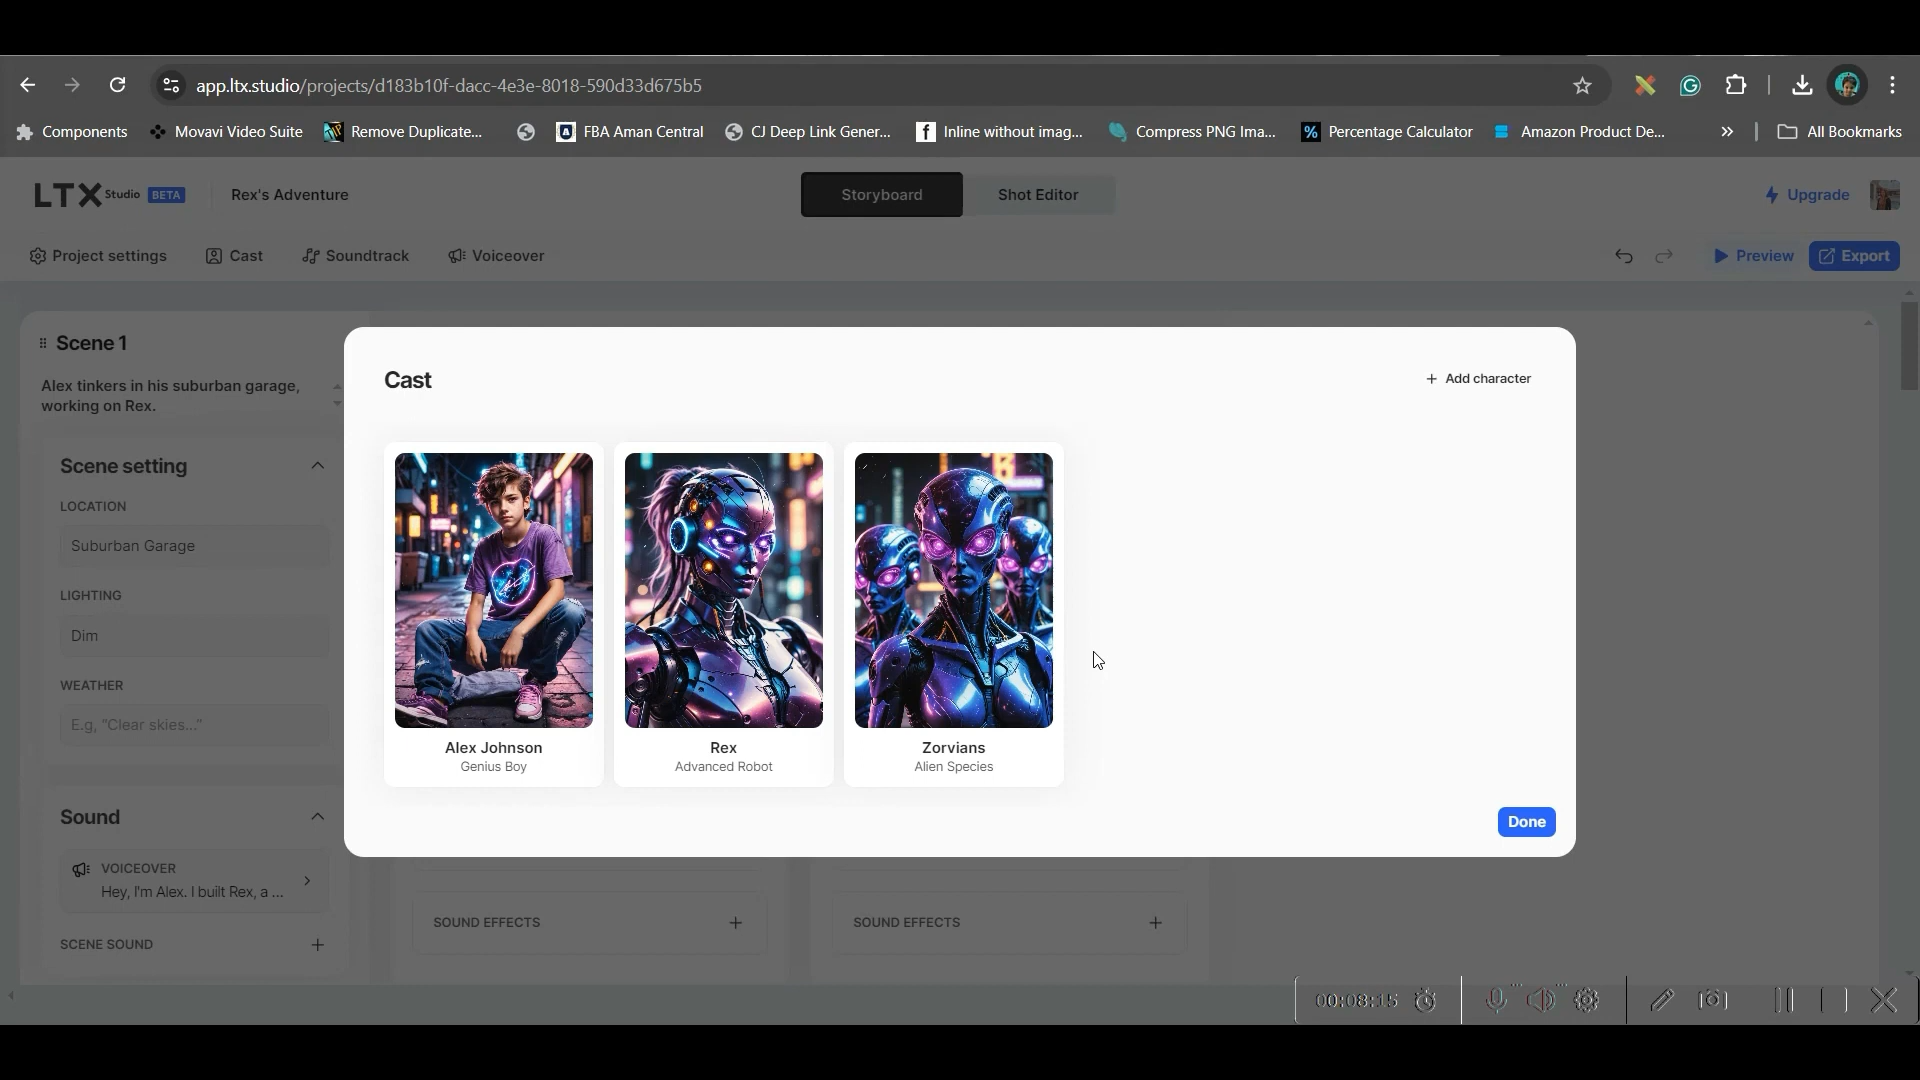 app.ltx.studio/projects/d183b10f-dacc-4e3e-8018-590d33d675b5
Components
Movavi Video Suite
Remove Duplicate...
FBA Aman Central
CJ Deep Link Gener...
Inline without imag...
Compress PNG Ima...
Percentage Calculator
Amazon Product De...
All Bookmarks
LTX Studio BETA
Rex's Adventure
Storyboard
Shot Editor
Upgrade
Project settings
Cast
Soundtrack
Voiceover
Preview
Export
Scene 1
Alex tinkers in his suburban garage,
working on Rex.
Scene setting
LOCATION
Suburban Garage
LIGHTING
Dim
WEATHER
E.g, "Clear skies..."
Sound
VOICEOVER
Hey, I'm Alex. I built Rex, a ...
SCENE SOUND
Cast
Add character
Alex Johnson
Genius Boy
Rex
Advanced Robot
Zorvians
Alien Species
Done
SOUND EFFECTS
SOUND EFFECTS
00:08:15